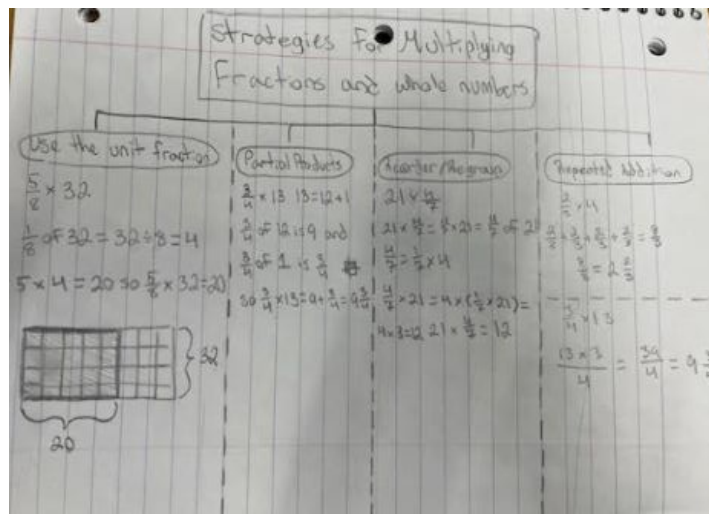 Strategies For Multiplying
Fractions and whole numbers
Use the unit fraction
5/8 × 32
1/8 of 32 = 32 ÷ 8 = 4
5 × 4 = 20 so 5/8 × 32 = 20
32
20
Partial Products
3/4 × 13 13 = 12 + 1
3/4 of 12 is 9 and
3/4 of 1 is 3/4
so 3/4 × 13 = 9 + 3/4 = 9 3/4
Reorder/Regroup
21 × 4/7
21 × 4/7 = 4/7 × 21 = 4/7 of 21
4/7 = 1/7 × 4
4/7 × 21 = 4 × (1/7 × 21) =
4×3=12 21 × 4/7 = 12
Repeated Addition
2/3 × 4
2/3 + 2/3 + 2/3 + 2/3 = 8/3
8/3 = 2 2/3
3/4 × 13
13 × 3/4 = 39/4 = 9